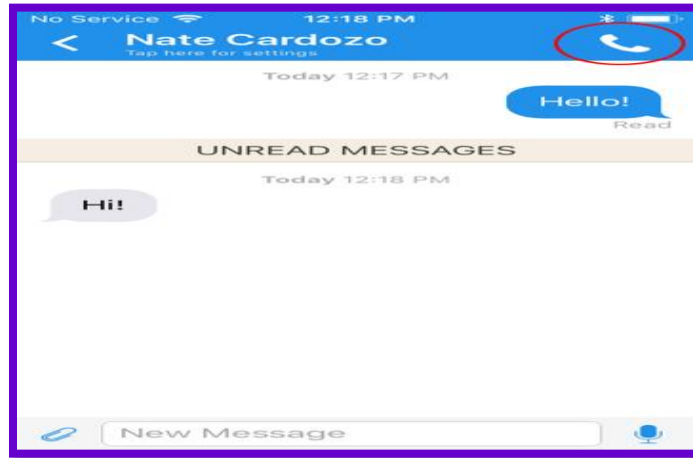 No Service 12:18 PM
Nate Cardozo
Tap here for settings
Today 12:17 PM
Hello!
Read
UNREAD MESSAGES
Today 12:18 PM
Hi!
New Message